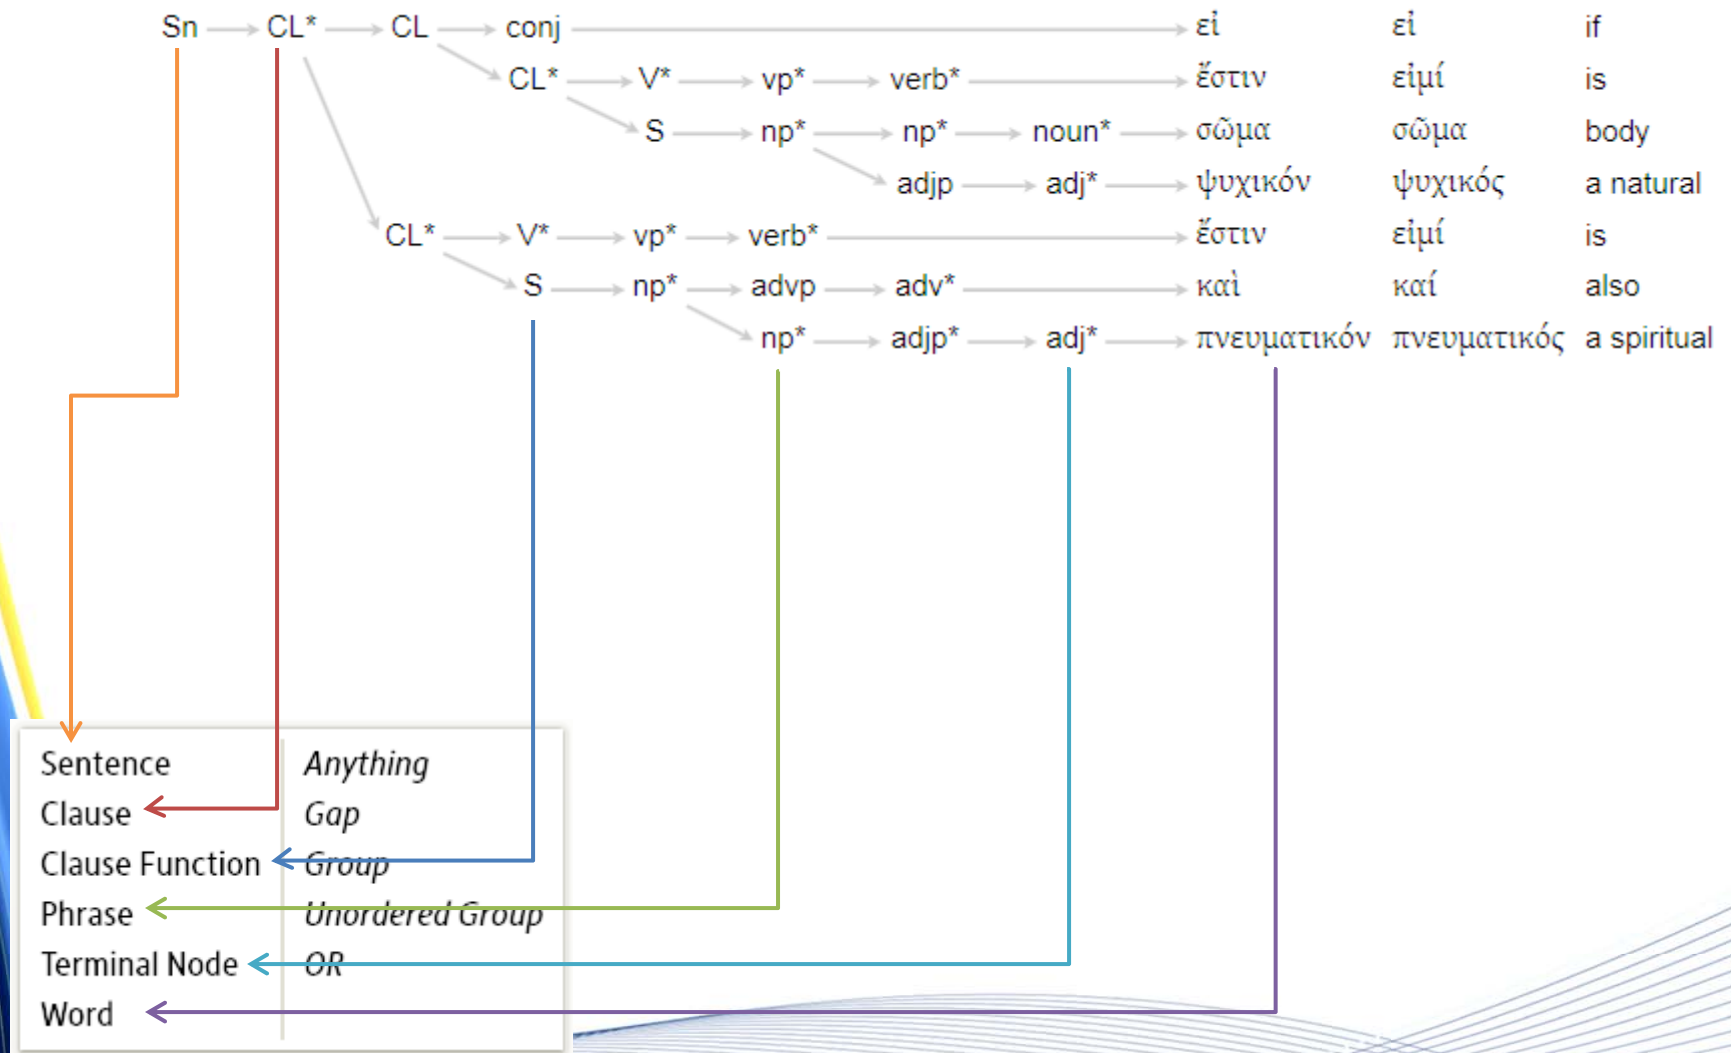 Sn CL* CL conj εἰ εἰ if
CL* V* vp* verb* ἔστιν εἰμί is
S np* np* noun* σῶμα σῶμα body
adjp adj* ψυχικόν ψυχικός a natural
CL* V* vp* verb* ἔστιν εἰμί is
S np* advp adv* καὶ καί also
np* adjp* adj* πνευματικόν πνευματικός a spiritual
Sentence Anything
Clause Gap
Clause Function Group
Phrase Unordered Group
Terminal Node OR
Word